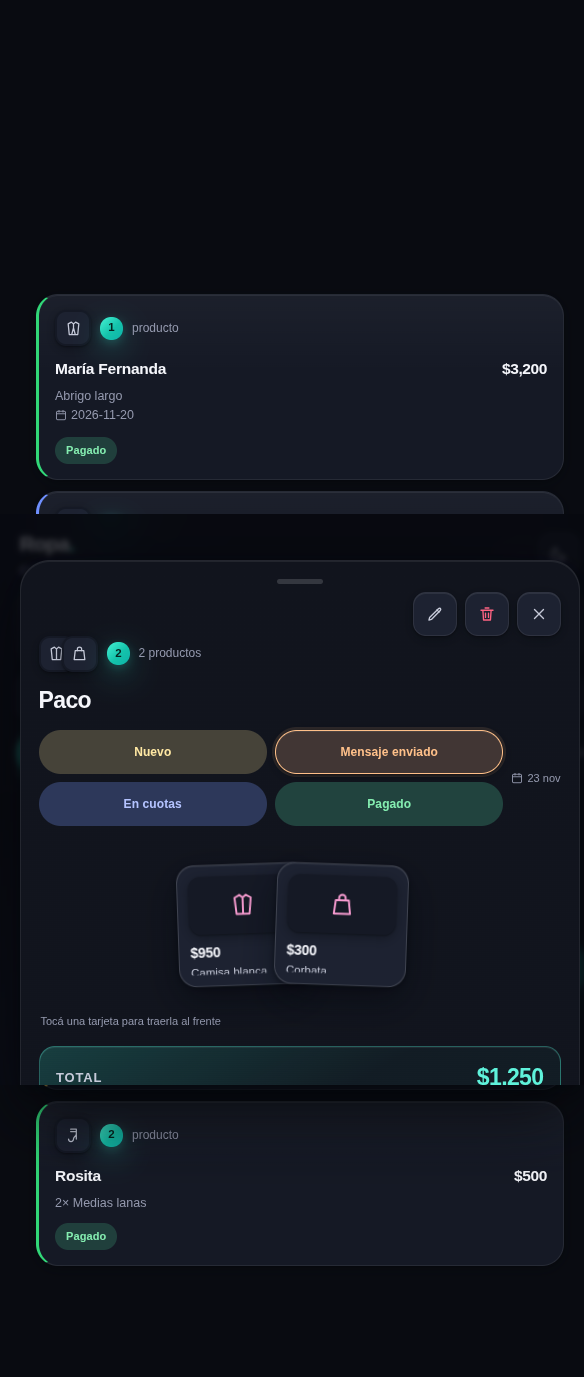 1 producto
María Fernanda $3,200
Abrigo largo
2026-11-20
Pagado
Ropa.
2 2 productos
Paco
Nuevo Mensaje enviado
23 nov
En cuotas Pagado
$950 $300
Camisa blanca Corbata
Tocá una tarjeta para traerla al frente
TOTAL $1,250
2 producto
Rosita $500
2× Medias lanas
Pagado